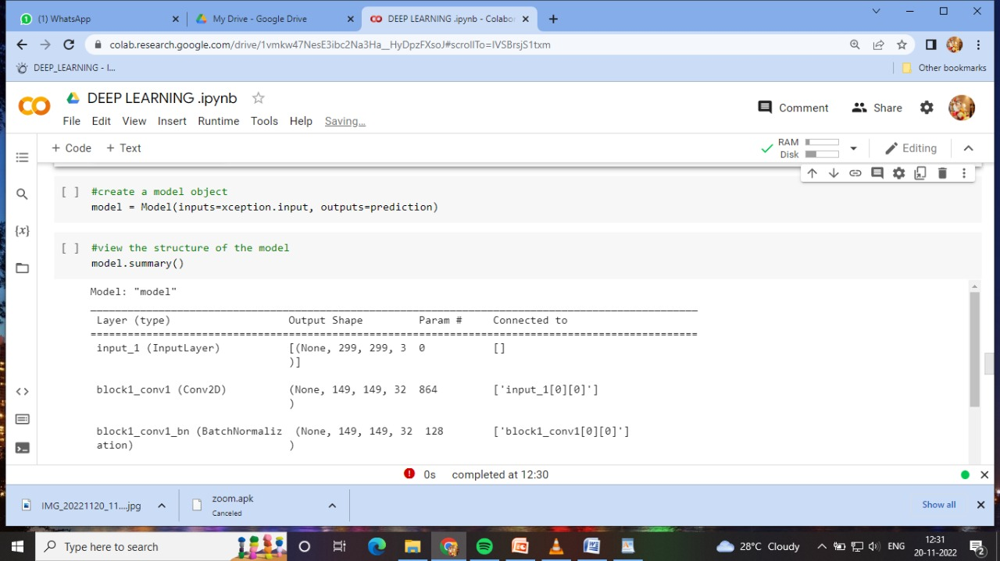 (1) WhatsApp
My Drive - Google Drive
DEEP LEARNING .ipynb - Colabor
colab.research.google.com/drive/1vmkw47NesE3ibc2Na3Ha__HyDpzFXsoJ#scrollTo=IVSBrsjS1txm
DEEP_LEARNING - I...
Other bookmarks
DEEP LEARNING .ipynb
Comment
Share
File Edit View Insert Runtime Tools Help Saving...
+ Code + Text
RAM
Disk
Editing
[ ] #create a model object
model = Model(inputs=xception.input, outputs=prediction)
{x}
[ ] #view the structure of the model
model.summary()
Model: "model"
Layer (type) Output Shape Param # Connected to
input_1 (InputLayer) [(None, 299, 299, 3 0 []
)]
block1_conv1 (Conv2D) (None, 149, 149, 32 864 ['input_1[0][0]']
)
block1_conv1_bn (BatchNormaliz (None, 149, 149, 32 128 ['block1_conv1[0][0]']
ation) )
0s completed at 12:30
IMG_20221120_11....jpg
zoom.apk
Canceled
Show all
Type here to search
28°C Cloudy
ENG
12:31
20-11-2022
2